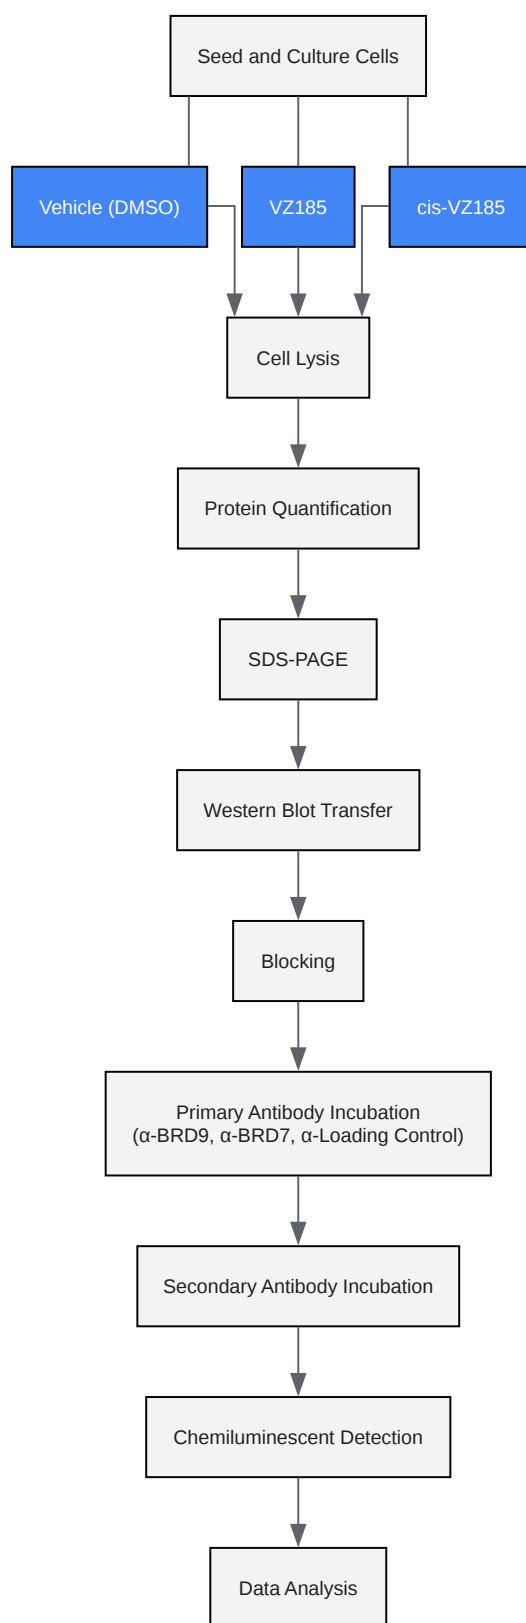 Seed and Culture Cells
Vehicle (DMSO)
VZ185
cis-VZ185
Cell Lysis
Protein Quantification
SDS-PAGE
Western Blot Transfer
Blocking
Primary Antibody Incubation
(α-BRD9, α-BRD7, α-Loading Control)
Secondary Antibody Incubation
Chemiluminescent Detection
Data Analysis